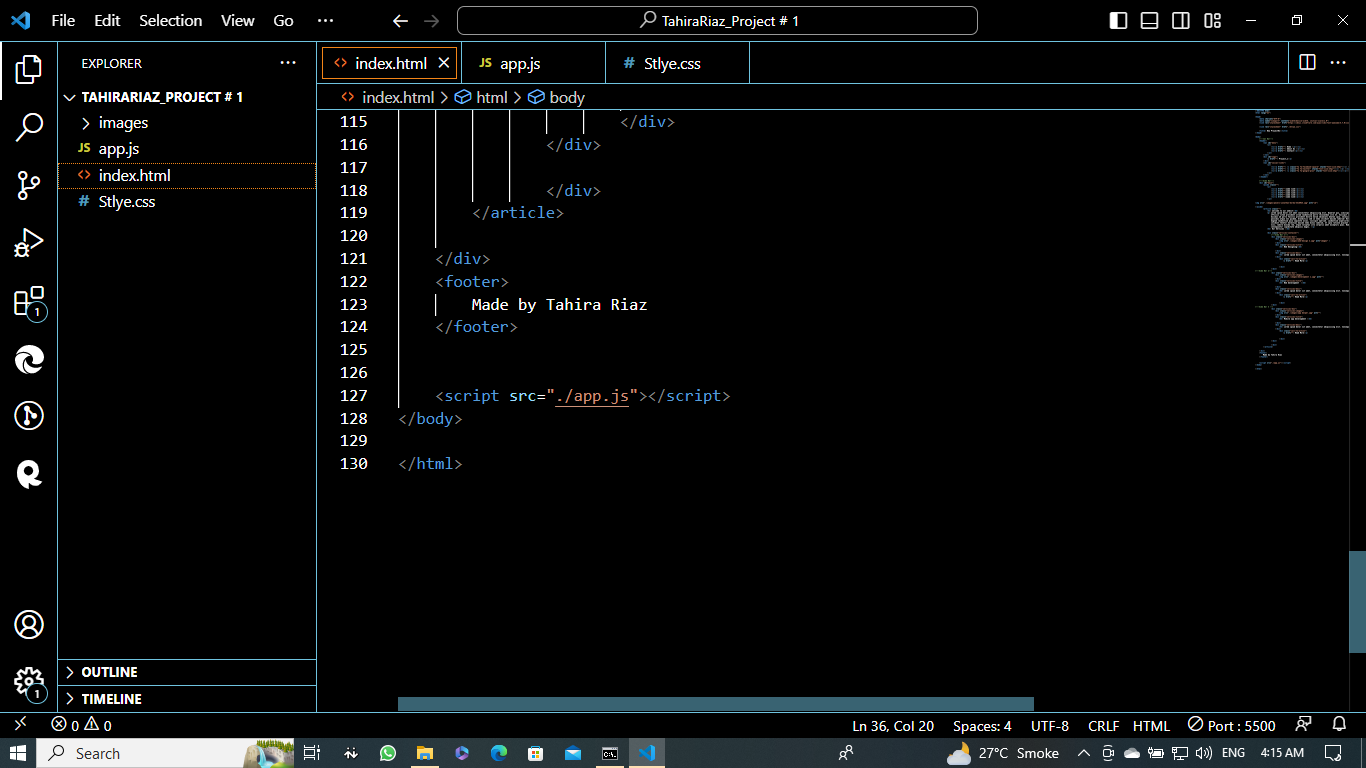 File Edit Selection View Go ···
TahiraRiaz_Project # 1
EXPLORER ···
TAHIRARIAZ_PROJECT # 1
images
JS app.js
<> index.html
# Stlye.css
OUTLINE
TIMELINE
<> index.html
JS app.js
# Stlye.css
<> index.html > html > body
115 </div>
116 </div>
117
118 </div>
119 </article>
120
121 </div>
122 <footer>
123 Made by Tahira Riaz
124 </footer>
125
126
127 <script src="./app.js"></script>
128 </body>
129
130 </html>
1
1
0 0
Ln 36, Col 20 Spaces: 4 UTF-8 CRLF HTML Port : 5500
Search
27°C Smoke ENG 4:15 AM